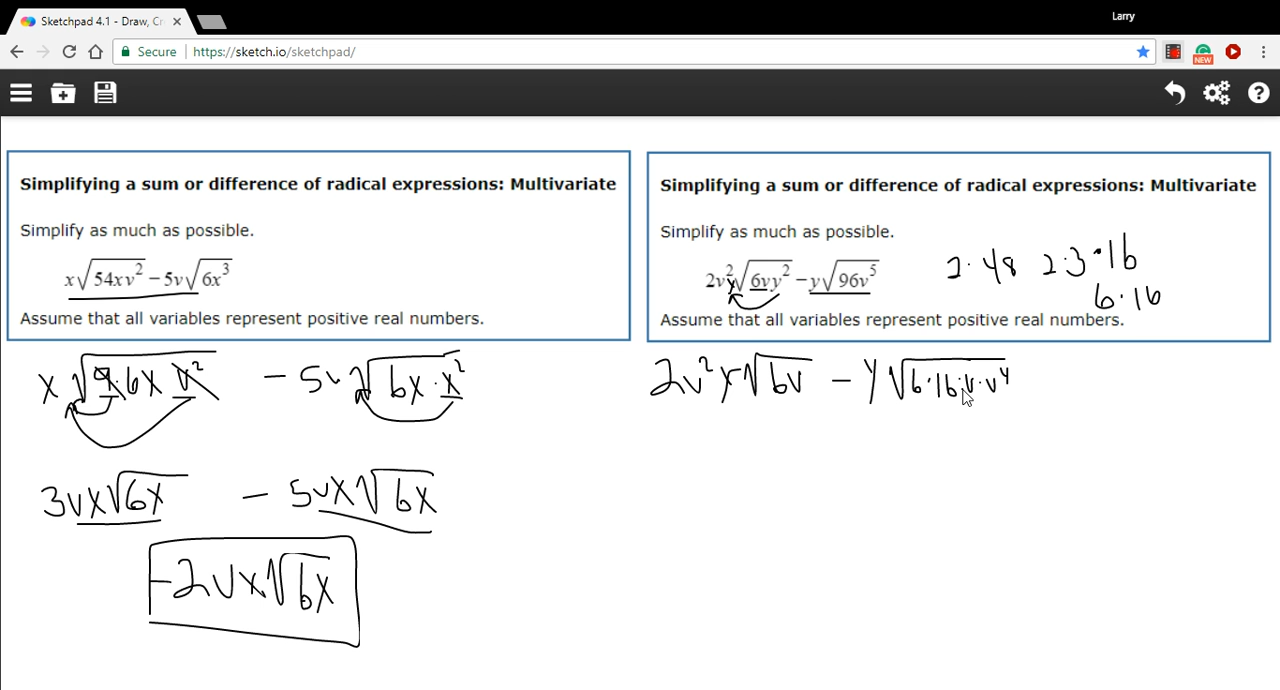 Larry
Sketchpad 4.1 - Draw, Cr
Secure https://sketch.io/sketchpad/
NEW
Simplifying a sum or difference of radical expressions: Multivariate
Simplify as much as possible.
x√54xv² − 5v√6x³
Assume that all variables represent positive real numbers.
x√9·6x v² − 5v√6x·x²
3vx√6x − 5vx√6x
-2vx√6x
Simplifying a sum or difference of radical expressions: Multivariate
Simplify as much as possible.
2v²y√6vy² − y√96v⁵
2·48 2·3·16
6·16
Assume that all variables represent positive real numbers.
2v²y√6v − y√6·16·v·v⁴